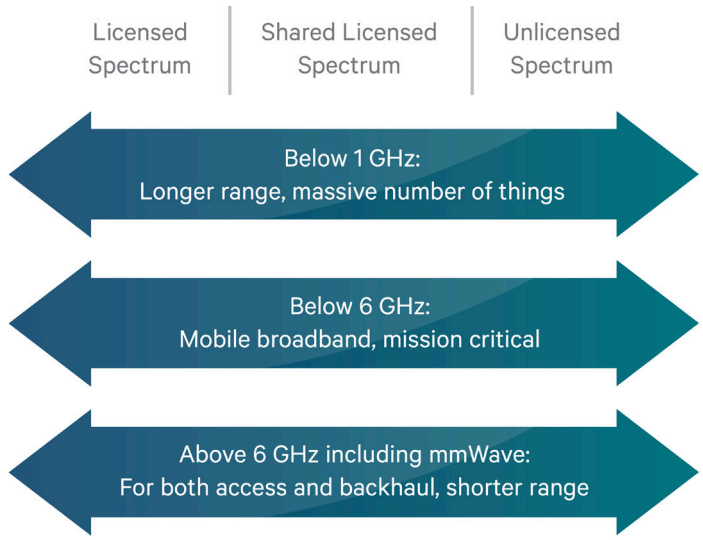 Licensed
Spectrum
Shared Licensed
Spectrum
Unlicensed
Spectrum
Below 1 GHz:
Longer range, massive number of things
Below 6 GHz:
Mobile broadband, mission critical
Above 6 GHz including mmWave:
For both access and backhaul, shorter range